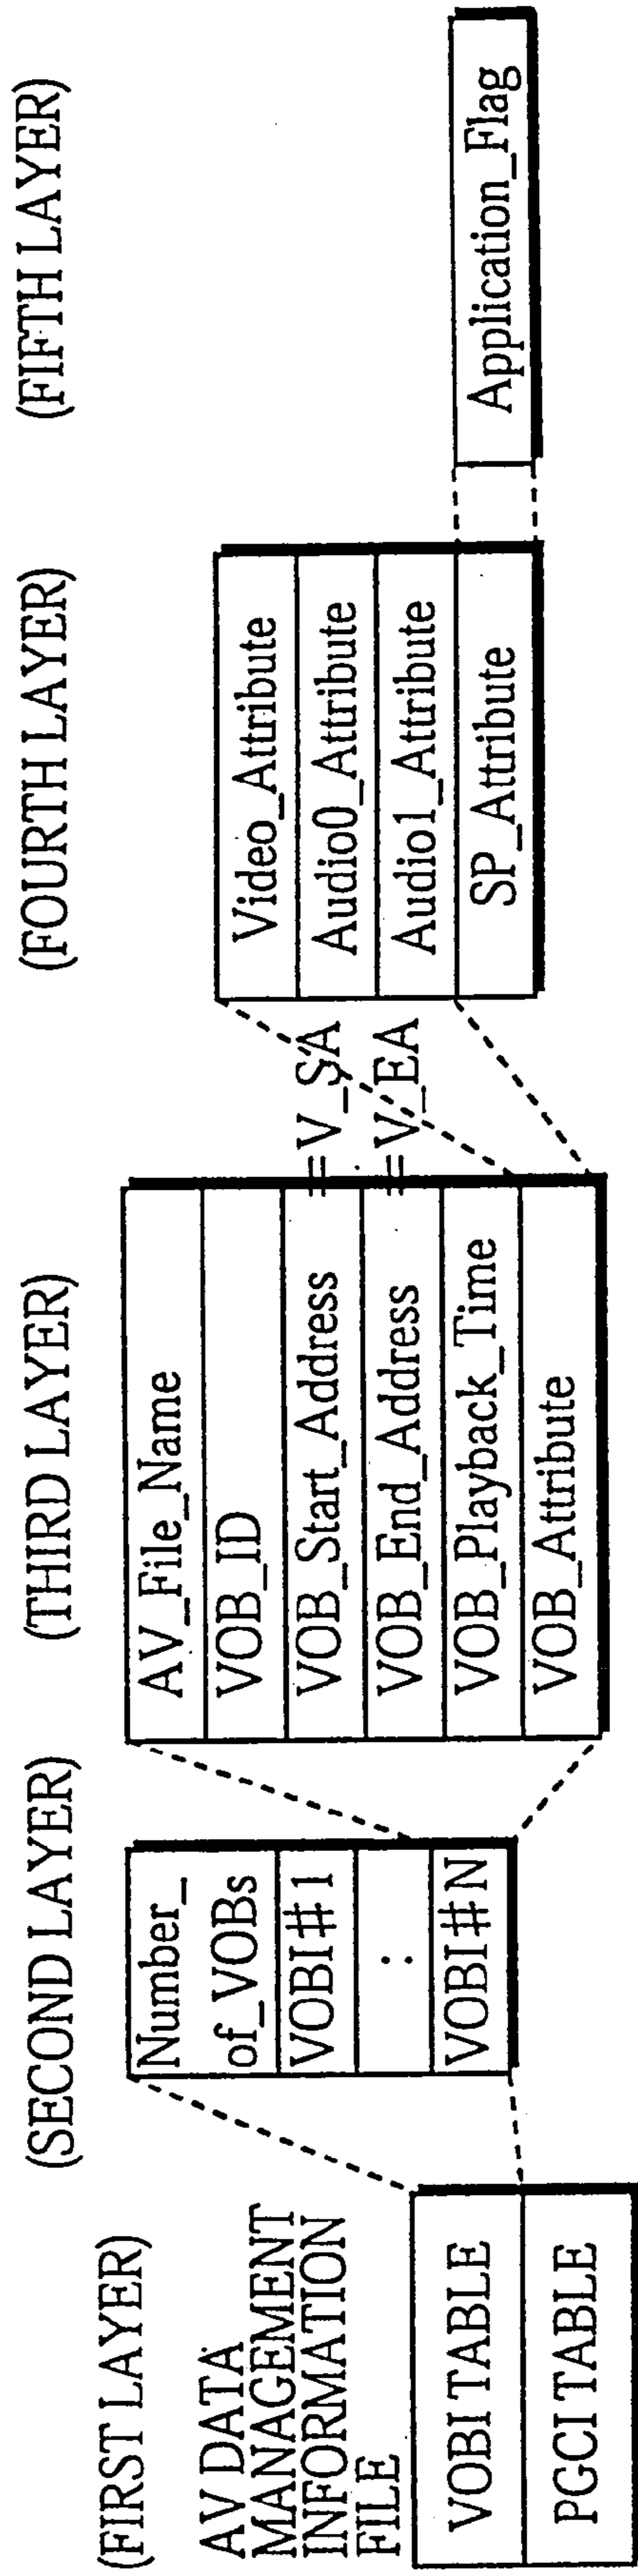 (FIRST LAYER)
AV DATA
MANAGEMENT
INFORMATION
FILE
VOBI TABLE
PGCI TABLE
(SECOND LAYER)
Number_
of_VOBs
VOBI#1
:
VOBI#N
(THIRD LAYER)
AV_File_Name
VOB_ID
VOB_Start_Address
=V_SA
VOB_End_Address
=V_EA
VOB_Playback_Time
VOB_Attribute
(FOURTH LAYER)
Video_Attribute
Audio0_Attribute
Audio1_Attribute
SP_Attribute
(FIFTH LAYER)
Application_Flag